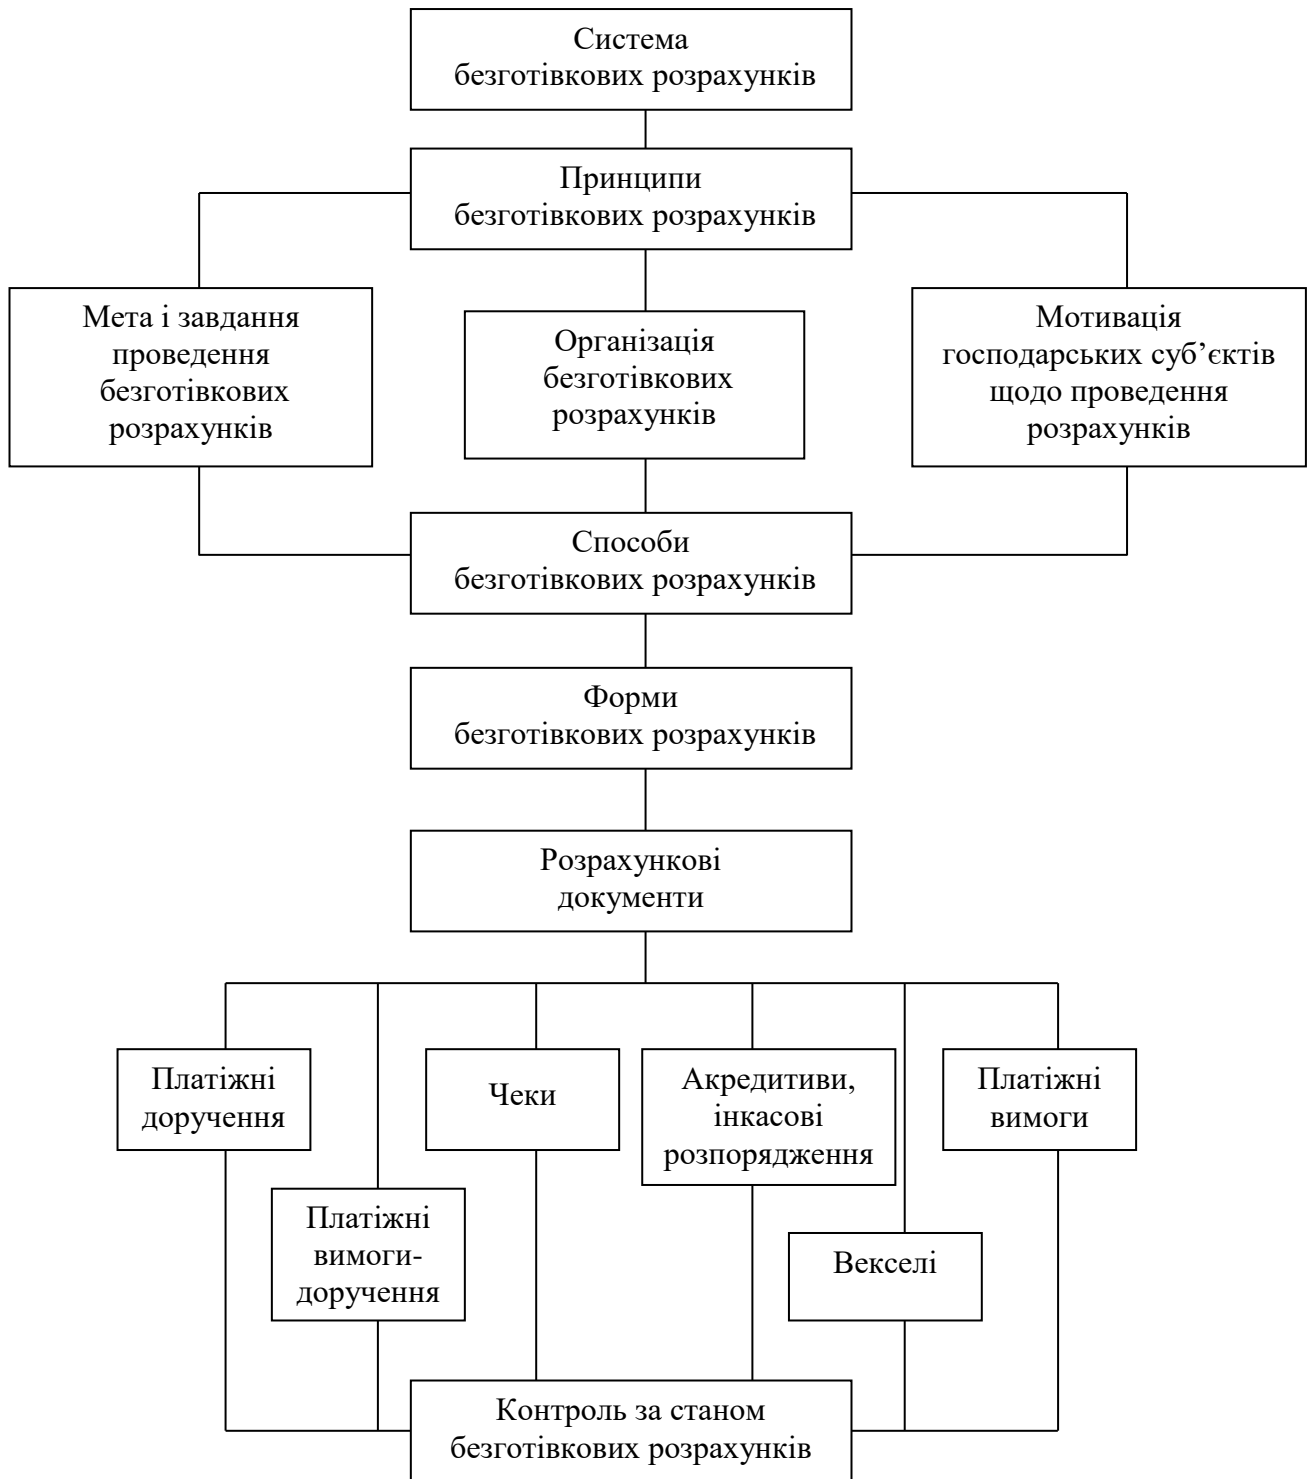 Система
безготівкових розрахунків
Принципи
безготівкових розрахунків
Мета і завдання
проведення
безготівкових
розрахунків
Організація
безготівкових
розрахунків
Мотивація
господарських суб’єктів
щодо проведення
розрахунків
Способи
безготівкових розрахунків
Форми
безготівкових розрахунків
Розрахункові
документи
Платіжні
доручення
Чеки
Акредитиви,
інкасові
розпорядження
Платіжні
вимоги
Платіжні
вимоги-
доручення
Векселі
Контроль за станом
безготівкових розрахунків